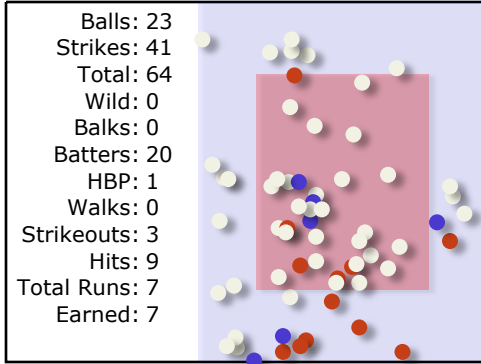 Balls: 23
Strikes: 41
Total: 64
Wild: 0
Balks: 0
Batters: 20
HBP: 1
Walks: 0
Strikeouts: 3
Hits: 9
Total Runs: 7
Earned: 7